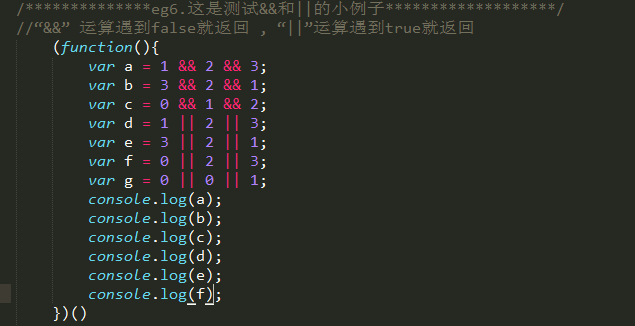 /**************eg6.这是测试&&和||的小例子*******************/
//“&&” 运算遇到false就返回 ，“||”运算遇到true就返回
(function(){
var a = 1 && 2 && 3;
var b = 3 && 2 && 1;
var c = 0 && 1 && 2;
var d = 1 || 2 || 3;
var e = 3 || 2 || 1;
var f = 0 || 2 || 3;
var g = 0 || 0 || 1;
console.log(a);
console.log(b);
console.log(c);
console.log(d);
console.log(e);
console.log(f);
})()